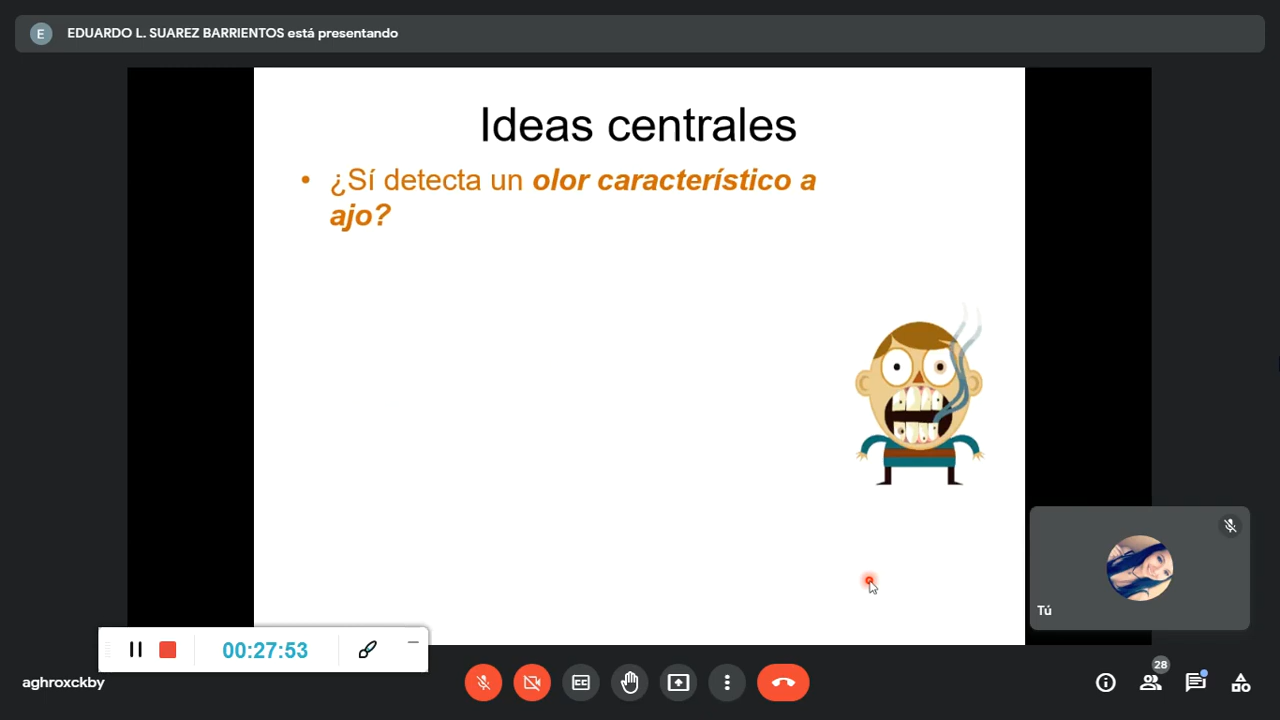 E
EDUARDO L. SUAREZ BARRIENTOS está presentando
Ideas centrales
• ¿Sí detecta un olor característico a
ajo?
Tú
00:27:53
aghroxckby
CC
28